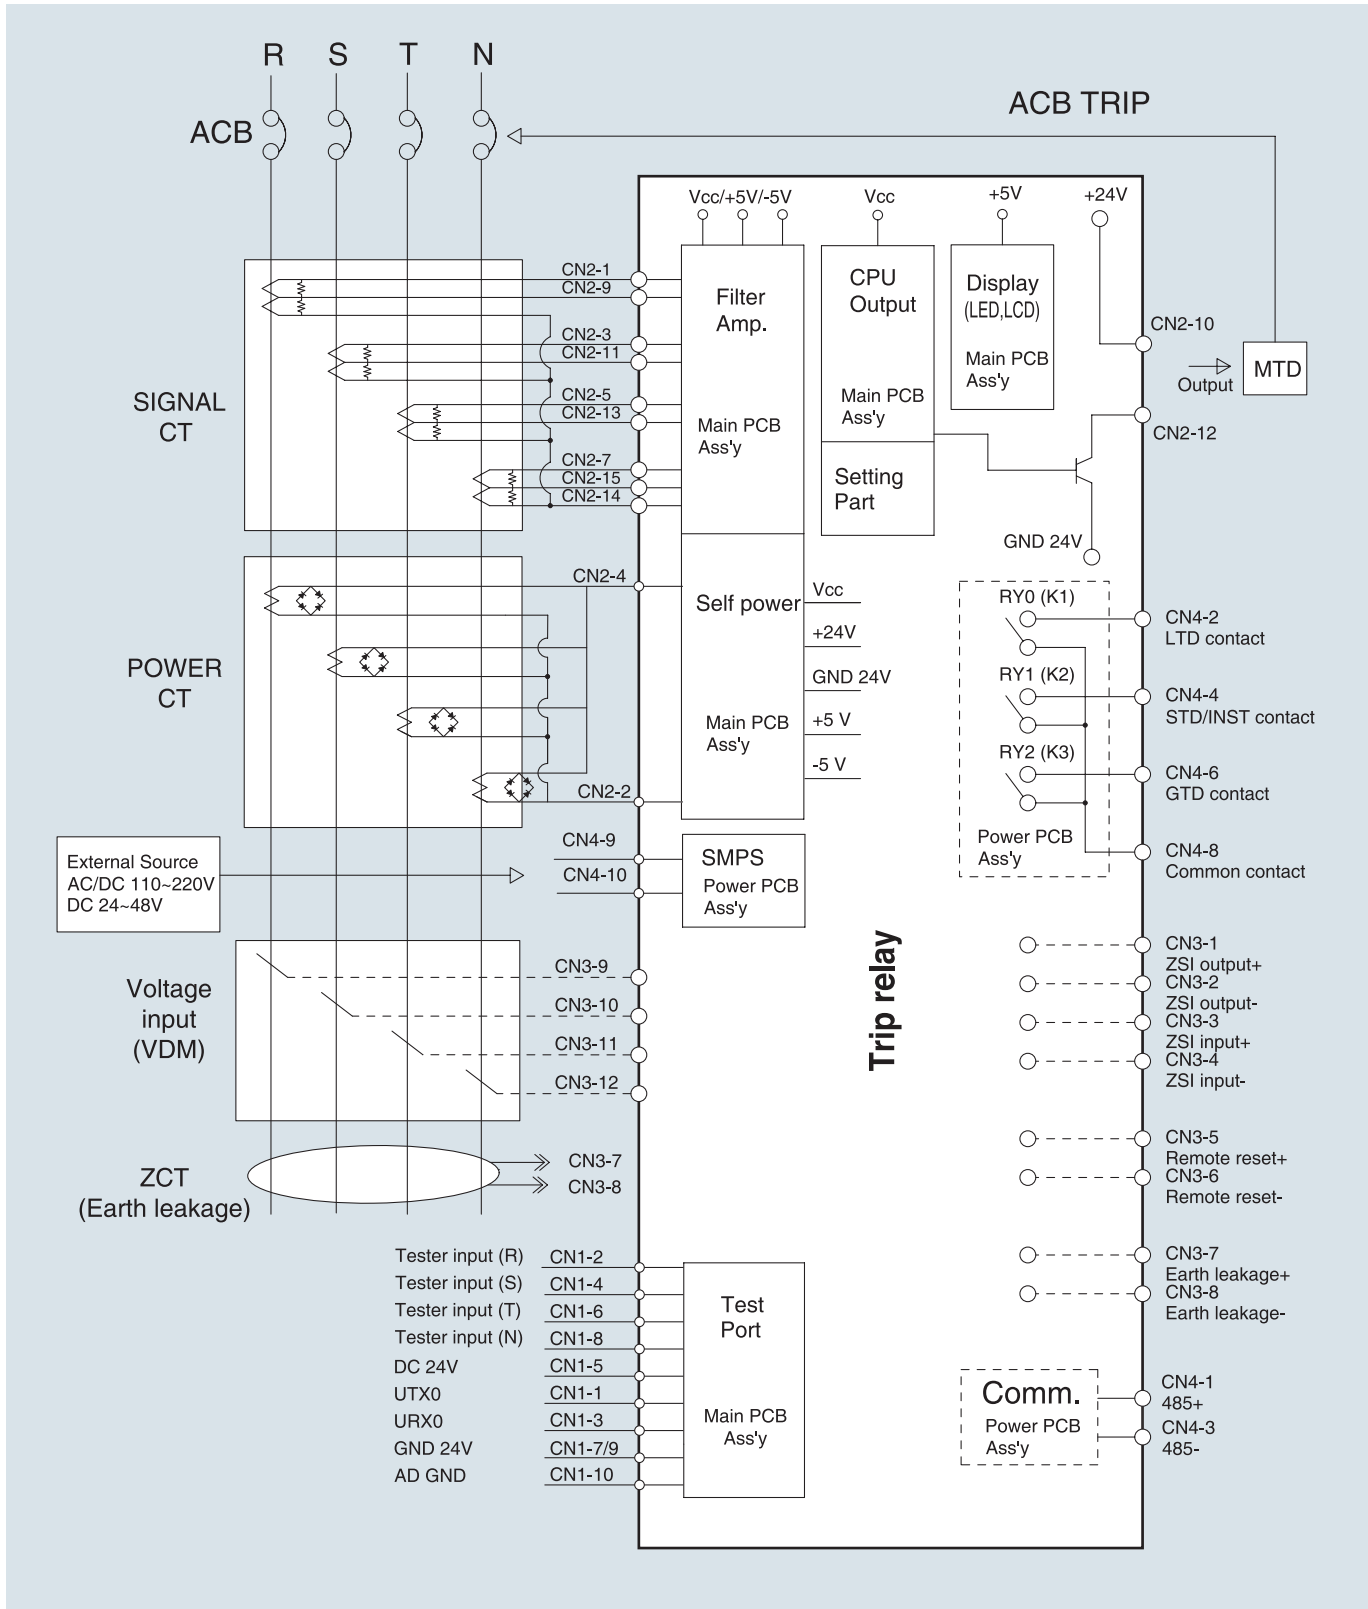 R S T N
ACB
ACB TRIP
Vcc/+5V/-5V
Vcc
+5V
+24V
CN2-1
CN2-9
CN2-3
CN2-11
CN2-5
CN2-13
CN2-7
CN2-15
CN2-14
SIGNAL
CT
Filter
Amp.
Main PCB
Ass'y
CPU
Output
Main PCB
Ass'y
Setting
Part
Display
(LED,LCD)
Main PCB
Ass'y
CN2-10
Output
MTD
CN2-12
GND 24V
POWER
CT
CN2-4
CN2-2
Self power
Main PCB
Ass'y
Vcc
+24V
GND 24V
+5 V
-5 V
RY0 (K1)
RY1 (K2)
RY2 (K3)
Power PCB
Ass'y
CN4-2
LTD contact
CN4-4
STD/INST contact
CN4-6
GTD contact
CN4-8
Common contact
External Source
AC/DC 110~220V
DC 24~48V
CN4-9
CN4-10
SMPS
Power PCB
Ass'y
Trip relay
Voltage
input
(VDM)
CN3-9
CN3-10
CN3-11
CN3-12
CN3-1
ZSI output+
CN3-2
ZSI output-
CN3-3
ZSI input+
CN3-4
ZSI input-
CN3-5
Remote reset+
CN3-6
Remote reset-
ZCT
(Earth leakage)
CN3-7
CN3-8
CN3-7
Earth leakage+
CN3-8
Earth leakage-
Tester input (R) CN1-2
Tester input (S) CN1-4
Tester input (T) CN1-6
Tester input (N) CN1-8
DC 24V CN1-5
UTX0 CN1-1
URX0 CN1-3
GND 24V CN1-7/9
AD GND CN1-10
Test
Port
Main PCB
Ass'y
Comm.
Power PCB
Ass'y
CN4-1
485+
CN4-3
485-